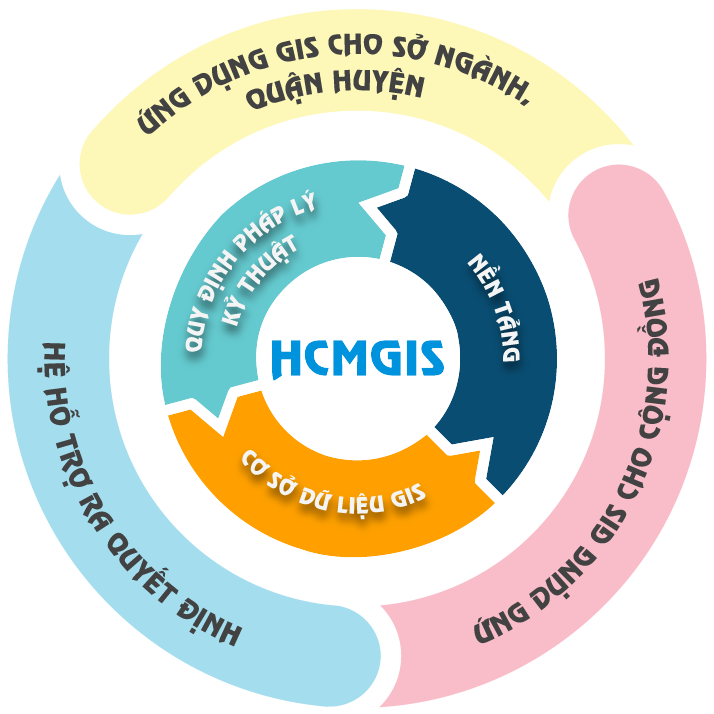 ỨNG DỤNG GIS CHO SỞ NGÀNH,
QUẬN HUYỆN
QUY ĐỊNH PHÁP LÝ
KỸ THUẬT
NỀN TẢNG
HCMGIS
CƠ SỞ DỮ LIỆU GIS
HỆ HỖ TRỢ RA QUYẾT ĐỊNH
ỨNG DỤNG GIS CHO CỘNG ĐỒNG